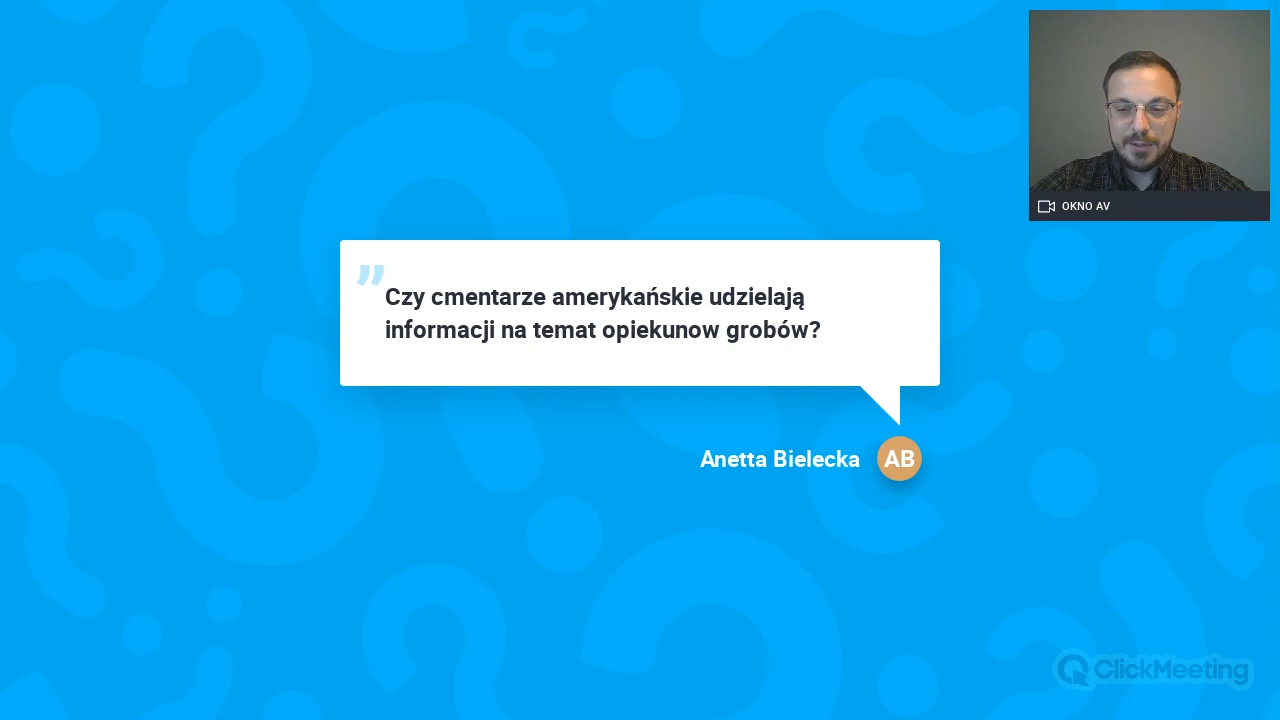 OKNO AV
Czy cmentarze amerykańskie udzielają
informacji na temat opiekunow grobów?
Anetta Bielecka
AB
ClickMeeting